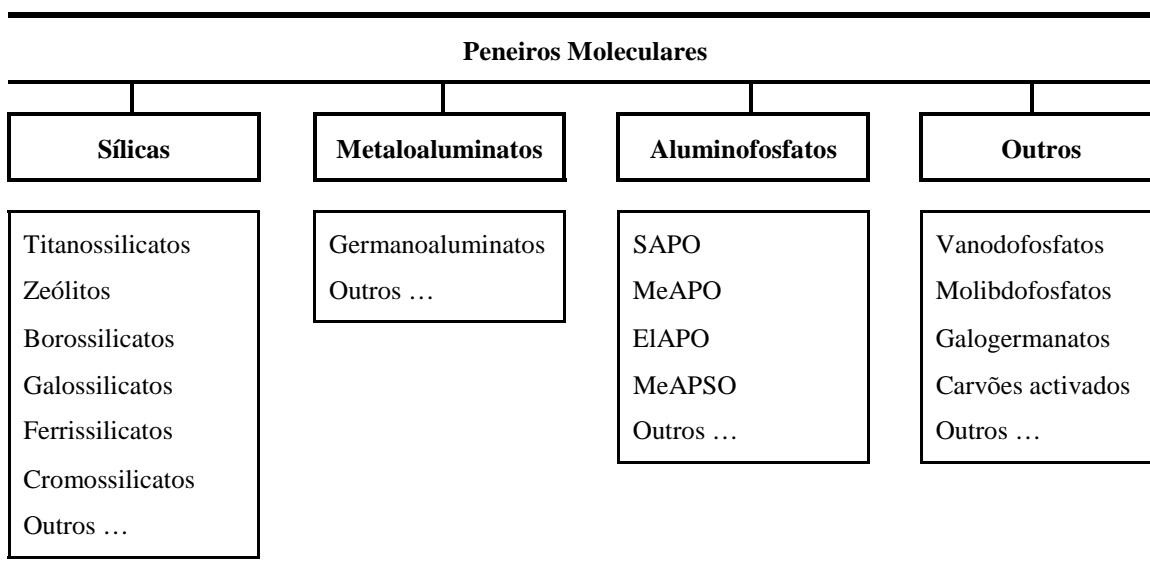 Peneiros Moleculares
Sílicas
Metaloaluminatos
Aluminofosfatos
Outros
Titanossilicatos
Zeólitos
Borossilicatos
Galossilicatos
Ferrissilicatos
Cromossilicatos
Outros …
Germanoaluminatos
Outros …
SAPO
MeAPO
ElAPO
MeAPSO
Outros …
Vanodofosfatos
Molibdofosfatos
Galogermanatos
Carvões activados
Outros …